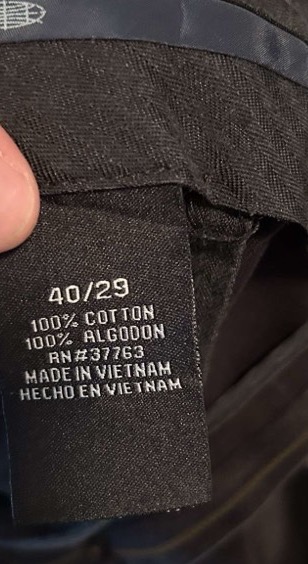 40/29
100% COTTON
100% ALGODON
RN#37763
MADE IN VIETNAM
HECHO EN VIETNAM